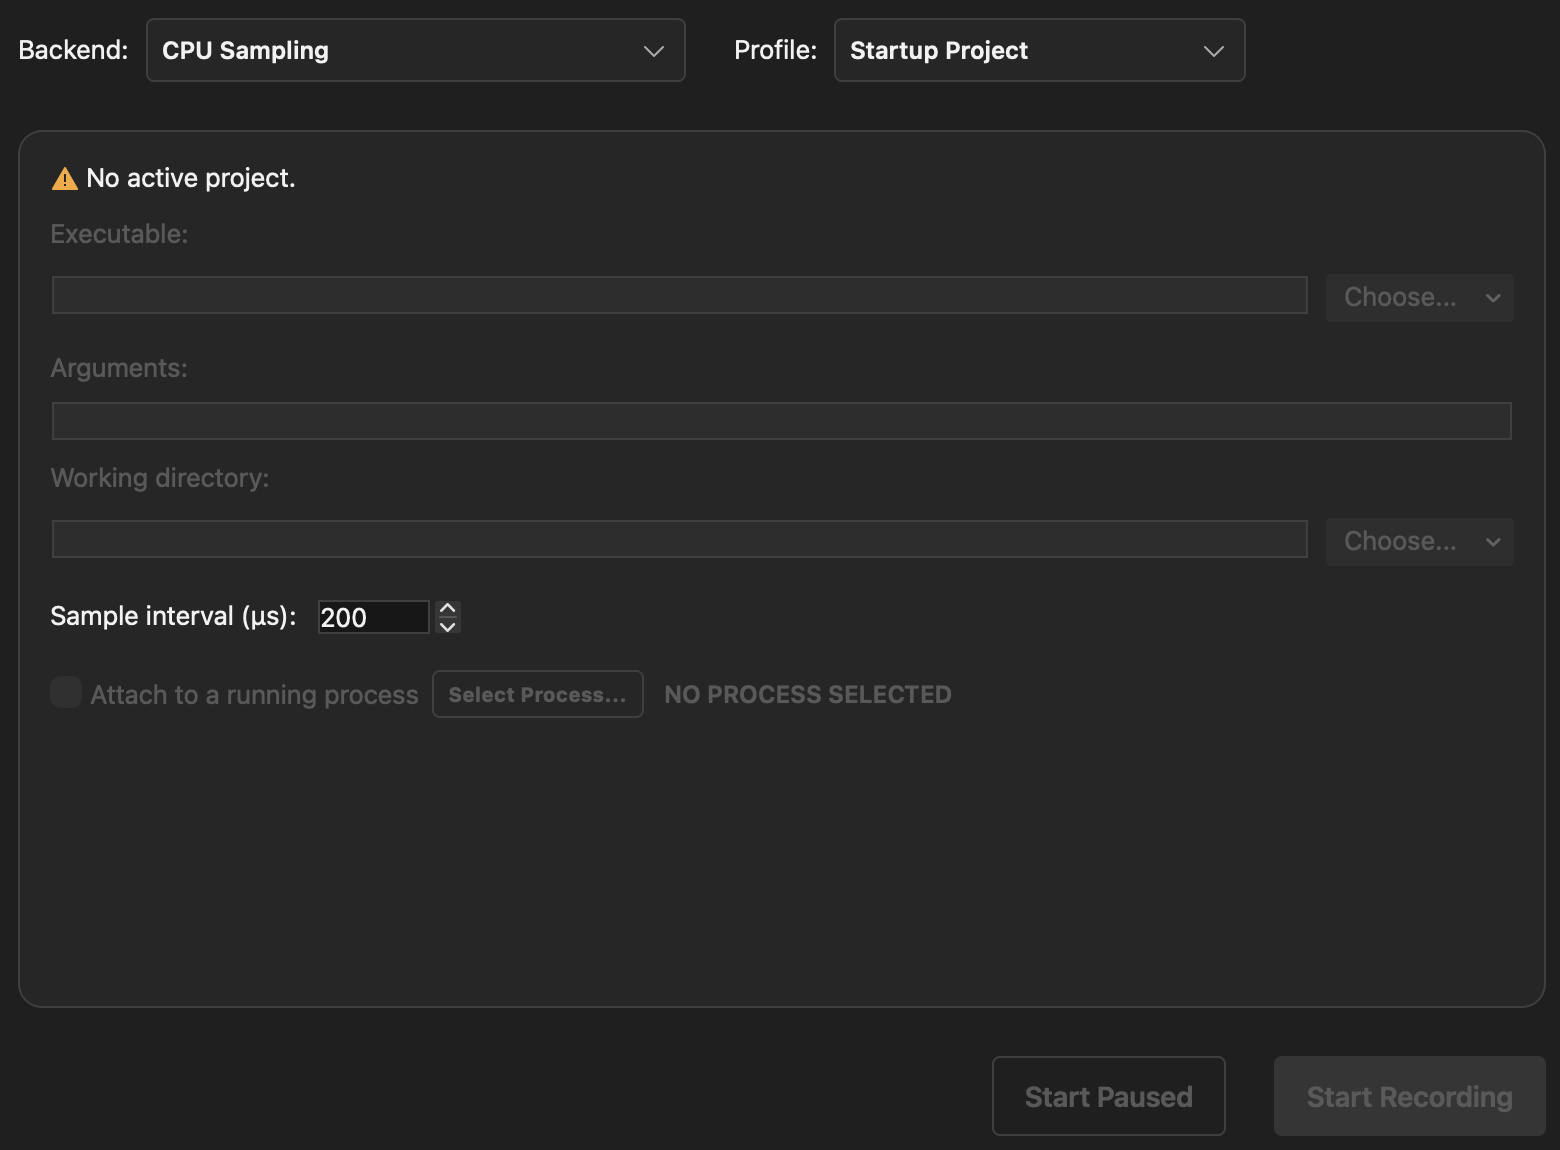 Backend: CPU Sampling Profile: Startup Project
No active project.
Executable:
Choose...
Arguments:
Working directory:
Choose...
Sample interval (µs): 200
Attach to a running process Select Process... NO PROCESS SELECTED
Start Paused Start Recording